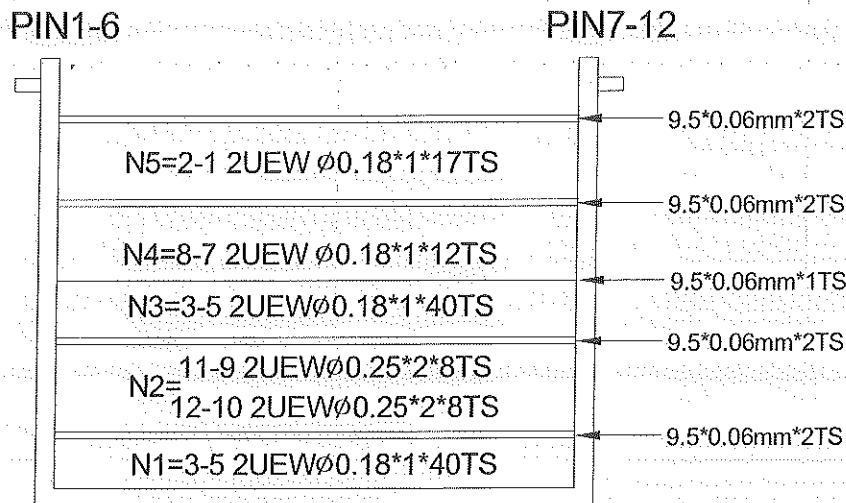 PIN1-6
PIN7-12
9.5*0.06mm*2TS
N5=2-1 2UEW Ø0.18*1*17TS
9.5*0.06mm*2TS
N4=8-7 2UEW Ø0.18*1*12TS
9.5*0.06mm*1TS
N3=3-5 2UEWØ0.18*1*40TS
9.5*0.06mm*2TS
11-9 2UEWØ0.25*2*8TS
N2=
12-10 2UEWØ0.25*2*8TS
9.5*0.06mm*2TS
N1=3-5 2UEWØ0.18*1*40TS